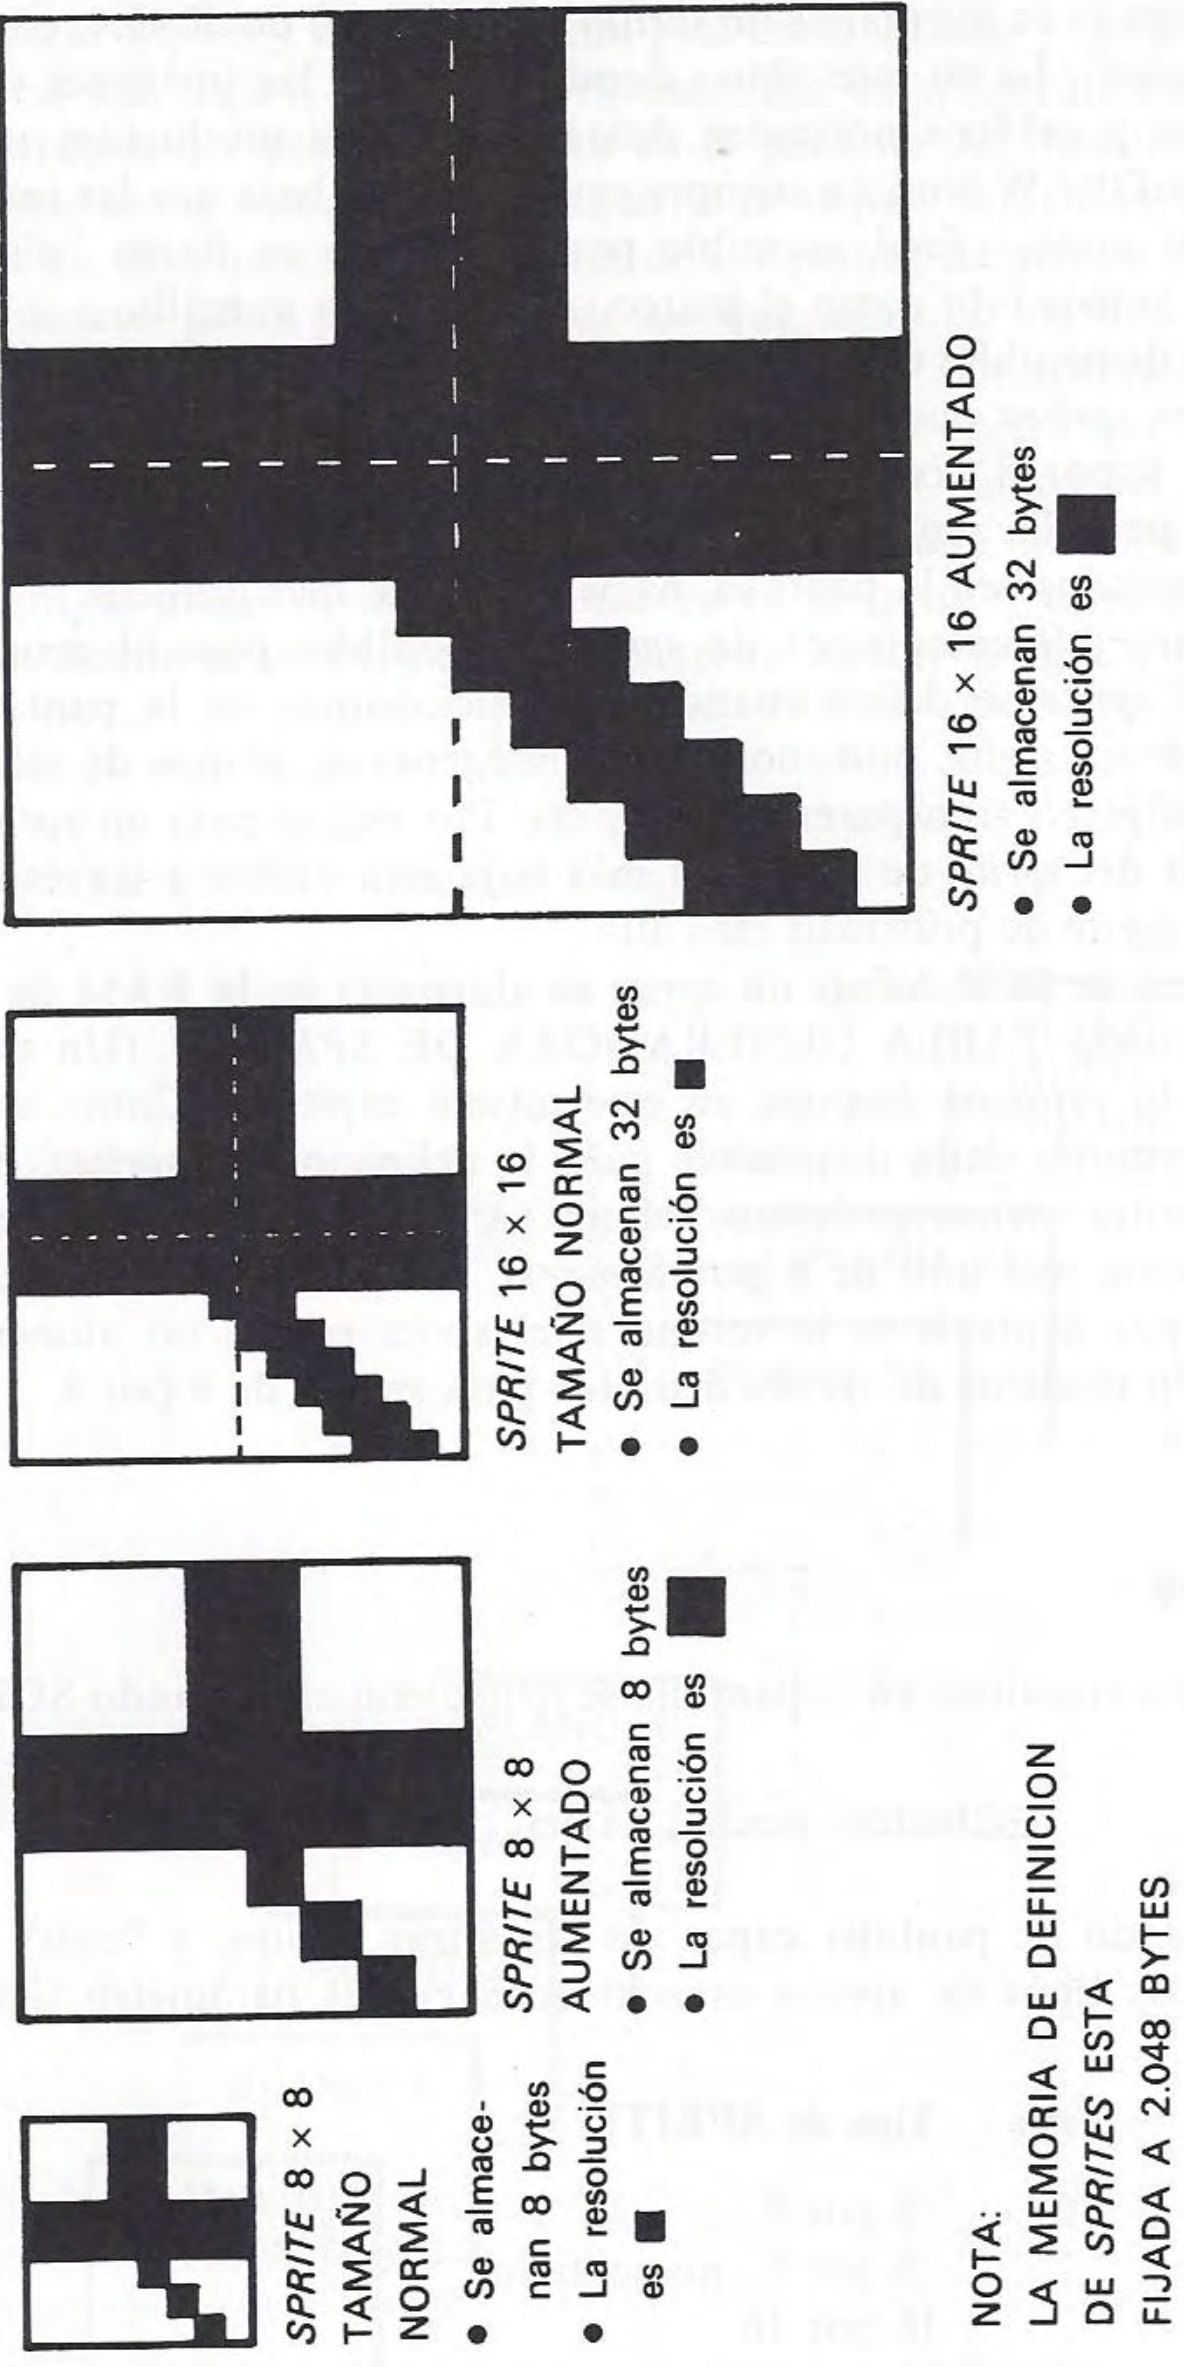 SPRITE 8 × 8
TAMAÑO
NORMAL
● Se almace-
nan 8 bytes
● La resolución
es
SPRITE 8 × 8
AUMENTADO
● Se almacenan 8 bytes
● La resolución es
SPRITE 16 × 16
TAMAÑO NORMAL
● Se almacenan 32 bytes
● La resolución es
SPRITE 16 × 16 AUMENTADO
● Se almacenan 32 bytes
● La resolución es
NOTA:
LA MEMORIA DE DEFINICION
DE SPRITES ESTA
FIJADA A 2.048 BYTES